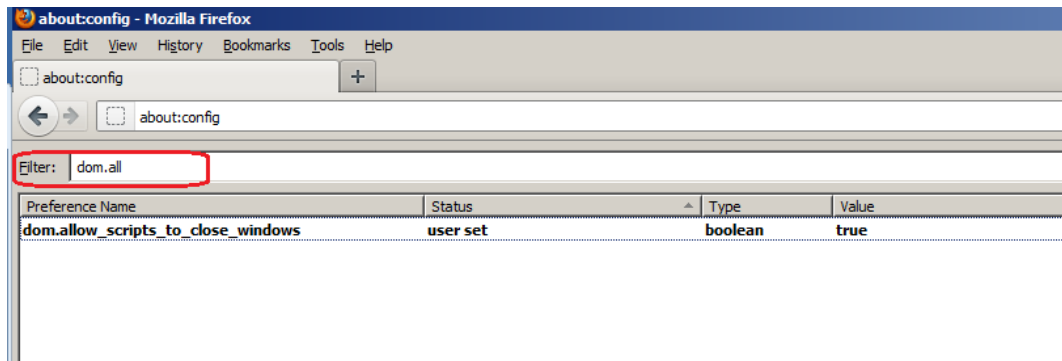 about:config - Mozilla Firefox
File Edit View History Bookmarks Tools Help
about:config +
about:config
Filter: dom.all
Preference Name Status Type Value
dom.allow_scripts_to_close_windows user set boolean true